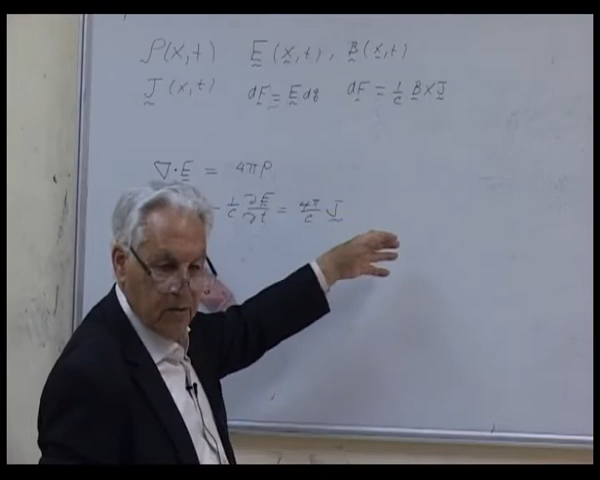 ρ(x,t) E(x,t), B(x,t)
J(x,t) dF = E dq dF = 1/c B×J
∇·E = 4πρ
- 1/c ∂E/∂t = 4π/c J